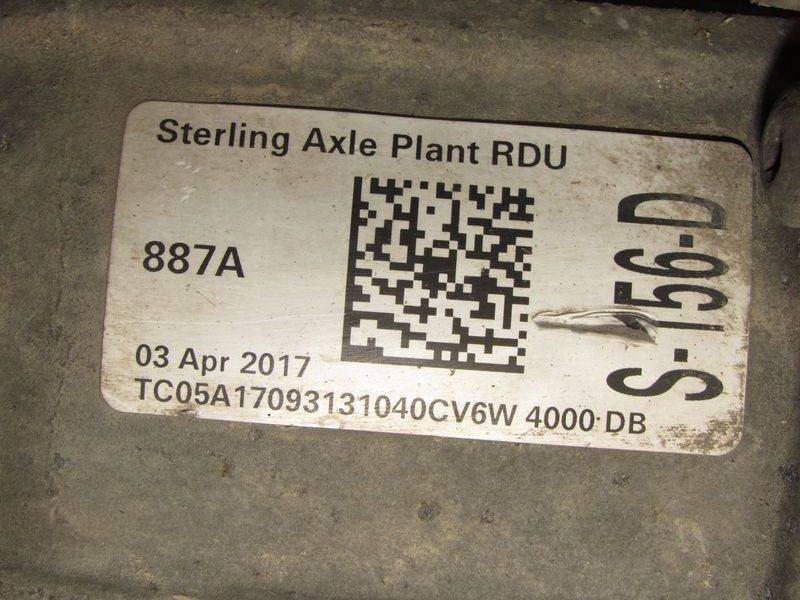 Sterling Axle Plant RDU
887A
03 Apr 2017
TC05A17093131040CV6W 4000 DB
S-156-D